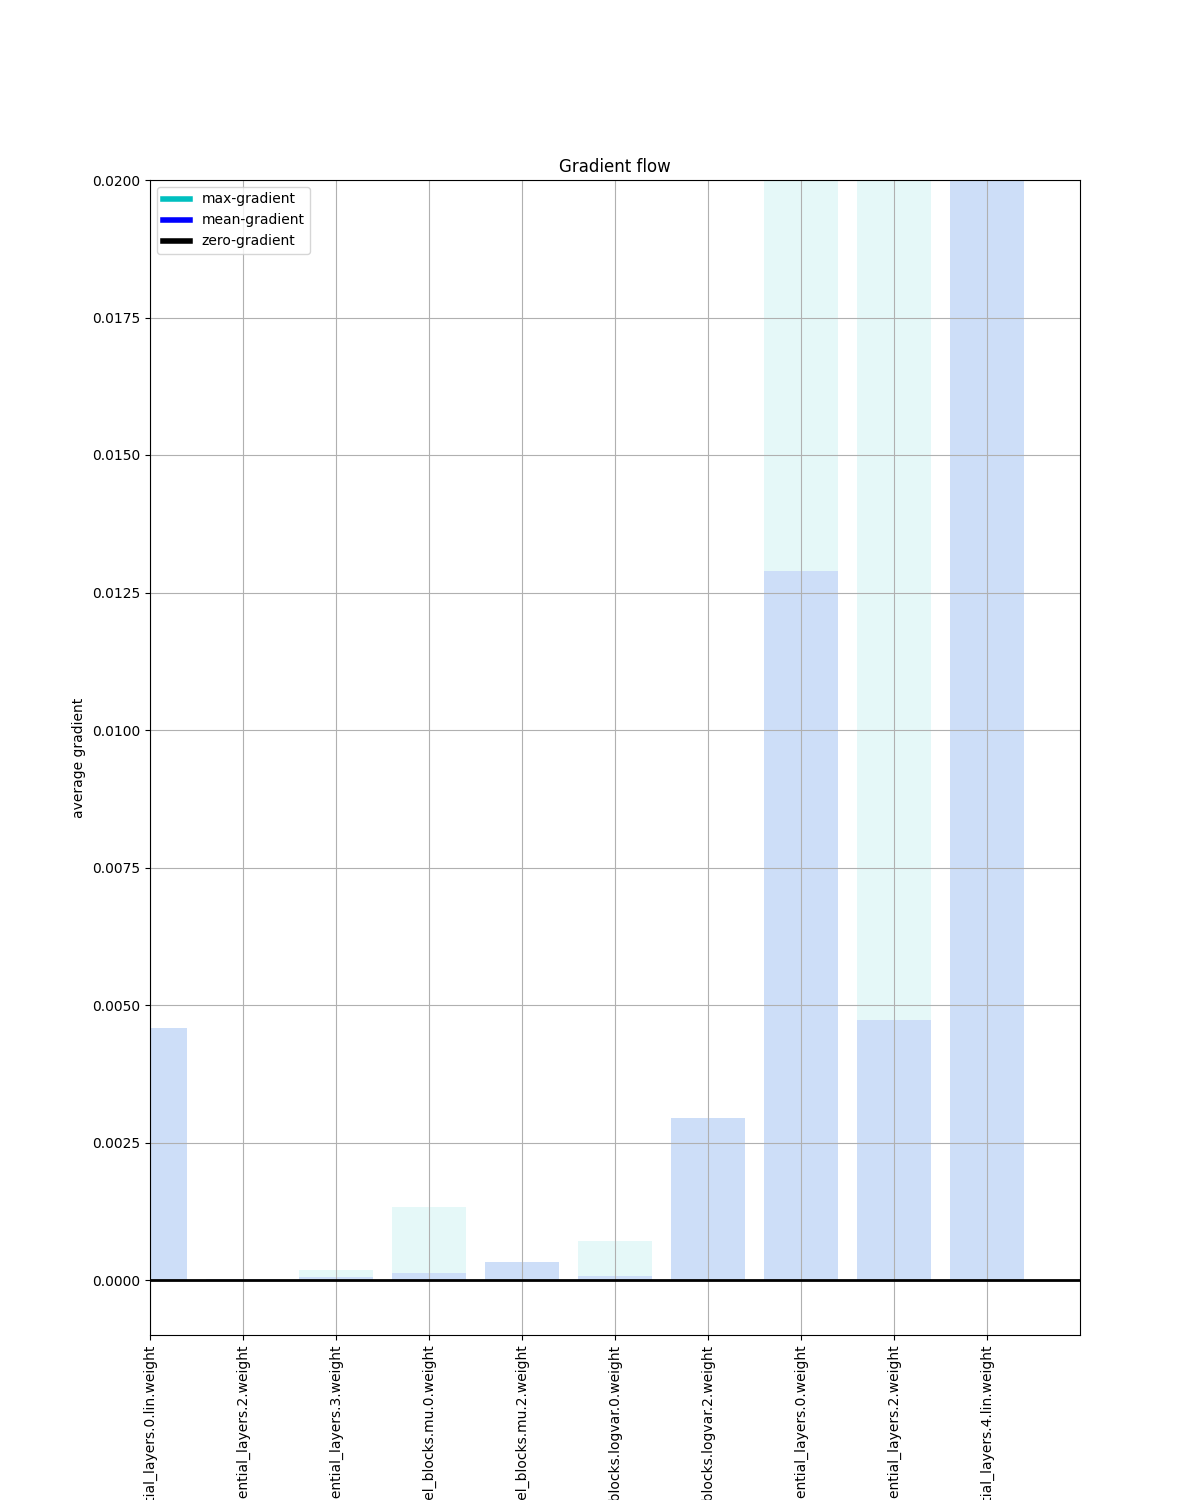 Gradient flow
max-gradient
mean-gradient
zero-gradient
0.0200
0.0175
0.0150
0.0125
0.0100
0.0075
0.0050
0.0025
0.0000
average gradient
tial_layers.0.lin.weight
ential_layers.2.weight
ential_layers.3.weight
el_blocks.mu.0.weight
el_blocks.mu.2.weight
blocks.logvar.0.weight
blocks.logvar.2.weight
ential_layers.0.weight
ential_layers.2.weight
tial_layers.4.lin.weight